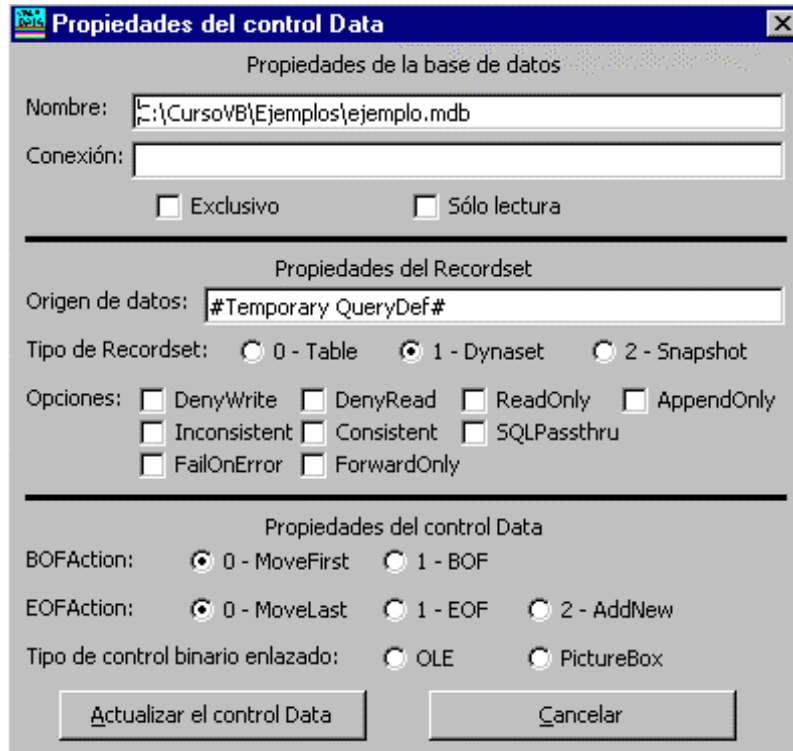 Propiedades del control Data
Propiedades de la base de datos
Nombre: C:\CursoVB\Ejemplos\ejemplo.mdb
Conexión:
Exclusivo Sólo lectura
Propiedades del Recordset
Origen de datos: #Temporary QueryDef#
Tipo de Recordset: 0 - Table 1 - Dynaset 2 - Snapshot
Opciones: DenyWrite DenyRead ReadOnly AppendOnly
Inconsistent Consistent SQLPassthru
FailOnError ForwardOnly
Propiedades del control Data
BOFAction: 0 - MoveFirst 1 - BOF
EOFAction: 0 - MoveLast 1 - EOF 2 - AddNew
Tipo de control binario enlazado: OLE PictureBox
Actualizar el control Data Cancelar